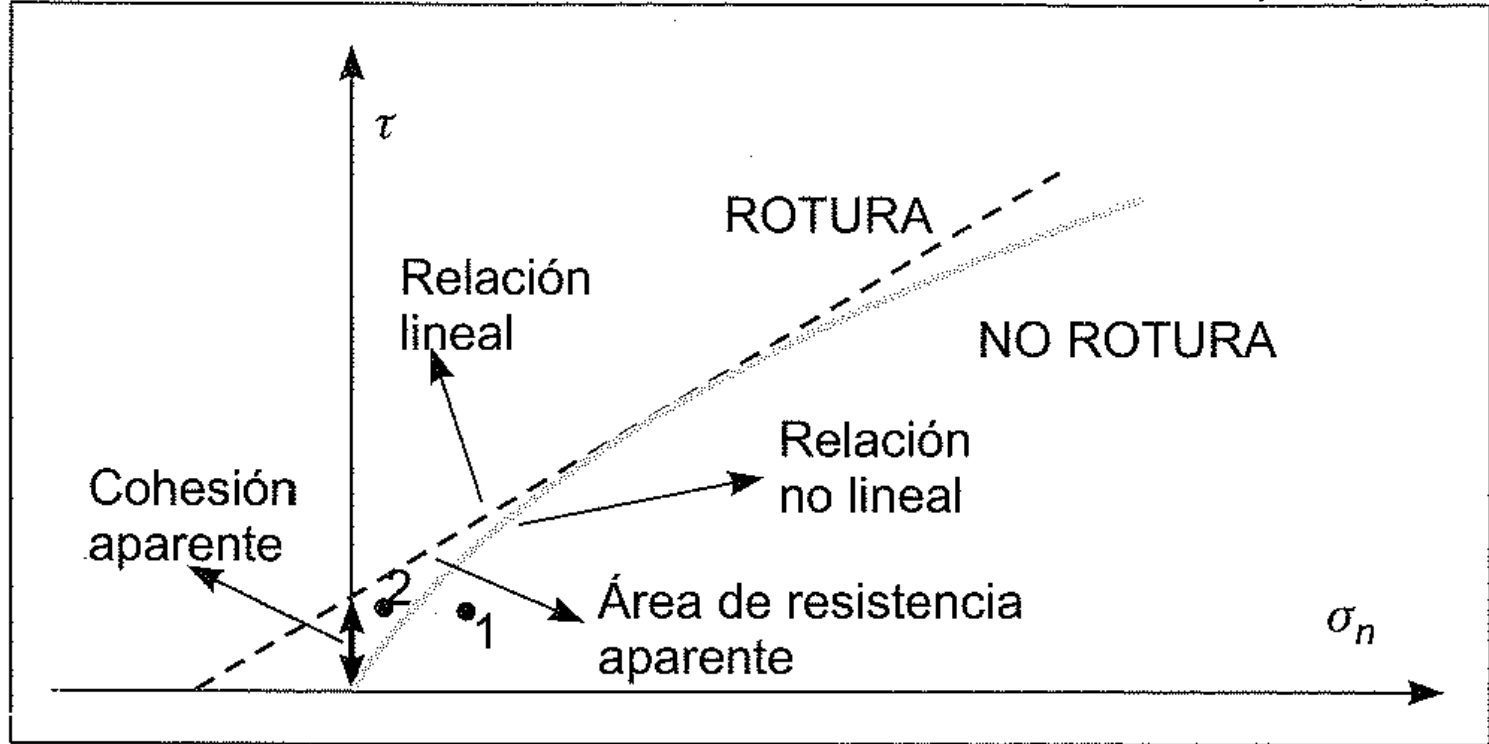 τ
ROTURA
Relación
lineal
NO ROTURA
Relación
no lineal
Cohesión
aparente
2
1
Área de resistencia
aparente
σn